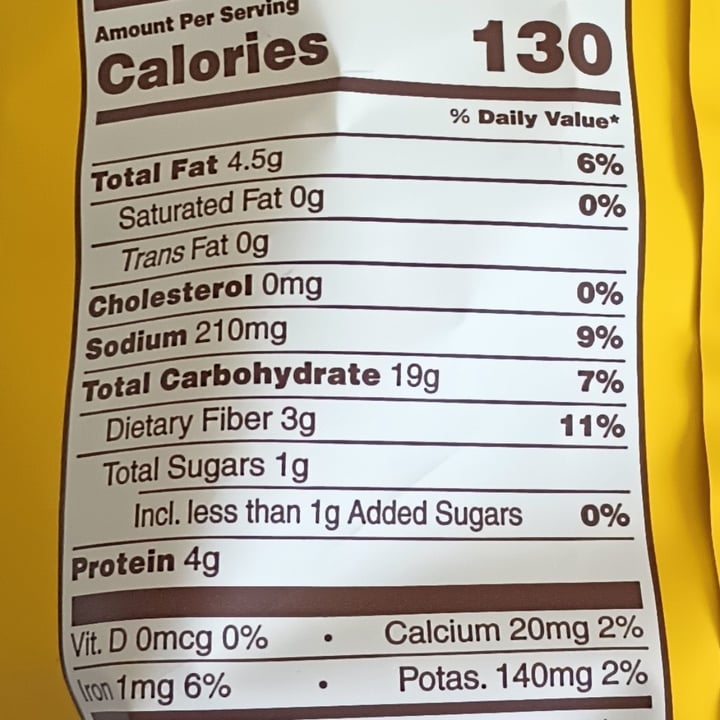 Amount Per Serving
Calories 130
% Daily Value*
Total Fat 4.5g 6%
Saturated Fat 0g 0%
Trans Fat 0g
Cholesterol 0mg 0%
Sodium 210mg 9%
Total Carbohydrate 19g 7%
Dietary Fiber 3g 11%
Total Sugars 1g
Incl. less than 1g Added Sugars 0%
Protein 4g
Vit. D 0mcg 0% • Calcium 20mg 2%
Iron 1mg 6% • Potas. 140mg 2%